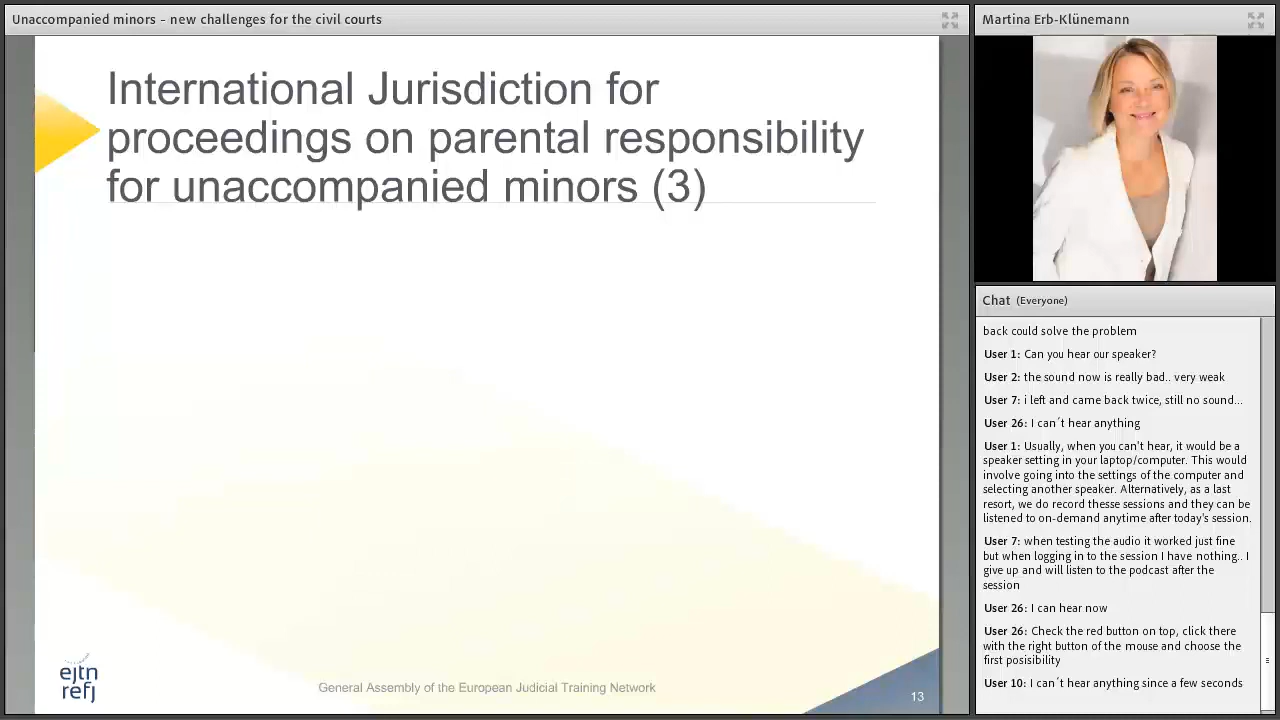 Unaccompanied minors - new challenges for the civil courts
International Jurisdiction for
proceedings on parental responsibility
for unaccompanied minors (3)
ejtn
refj
General Assembly of the European Judicial Training Network
13
Martina Erb-Klünemann
Chat (Everyone)
back could solve the problem
User 1: Can you hear our speaker?
User 2: the sound now is really bad.. very weak
User 7: i left and came back twice, still no sound...
User 26: I can´t hear anything
User 1: Usually, when you can't hear, it would be a
speaker setting in your laptop/computer. This would
involve going into the settings of the computer and
selecting another speaker. Alternatively, as a last
resort, we do record thesse sessions and they can be
listened to on-demand anytime after today's session.
User 7: when testing the audio it worked just fine
but when logging in to the session I have nothing.. I
give up and will listen to the podcast after the
session
User 26: I can hear now
User 26: Check the red button on top, click there
with the right button of the mouse and choose the
first posisibility
User 10: I can´t hear anything since a few seconds